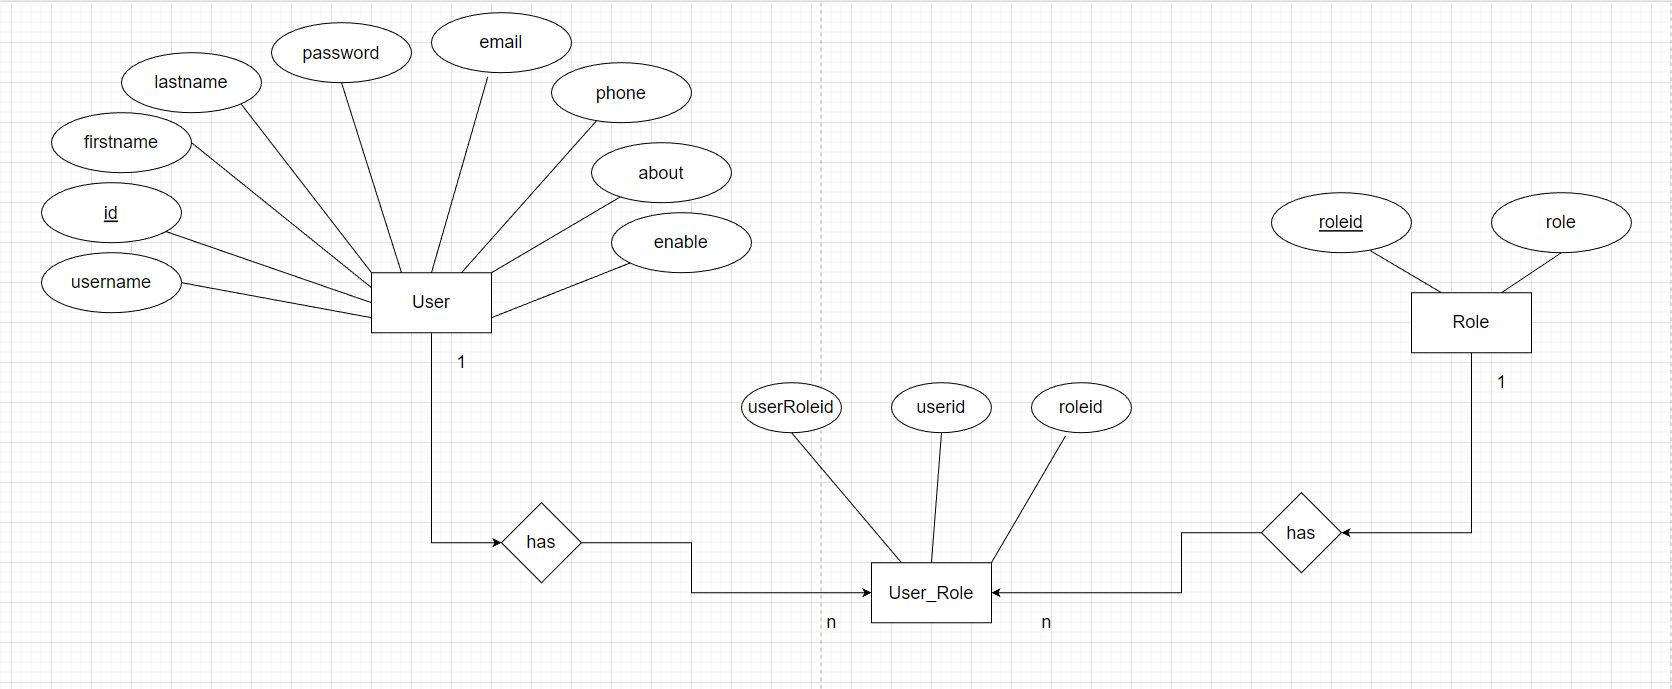 email
password
lastname
phone
firstname
about
id
roleid
role
enable
username
User
Role
1
1
userRoleid
userid
roleid
has
has
User_Role
n
n